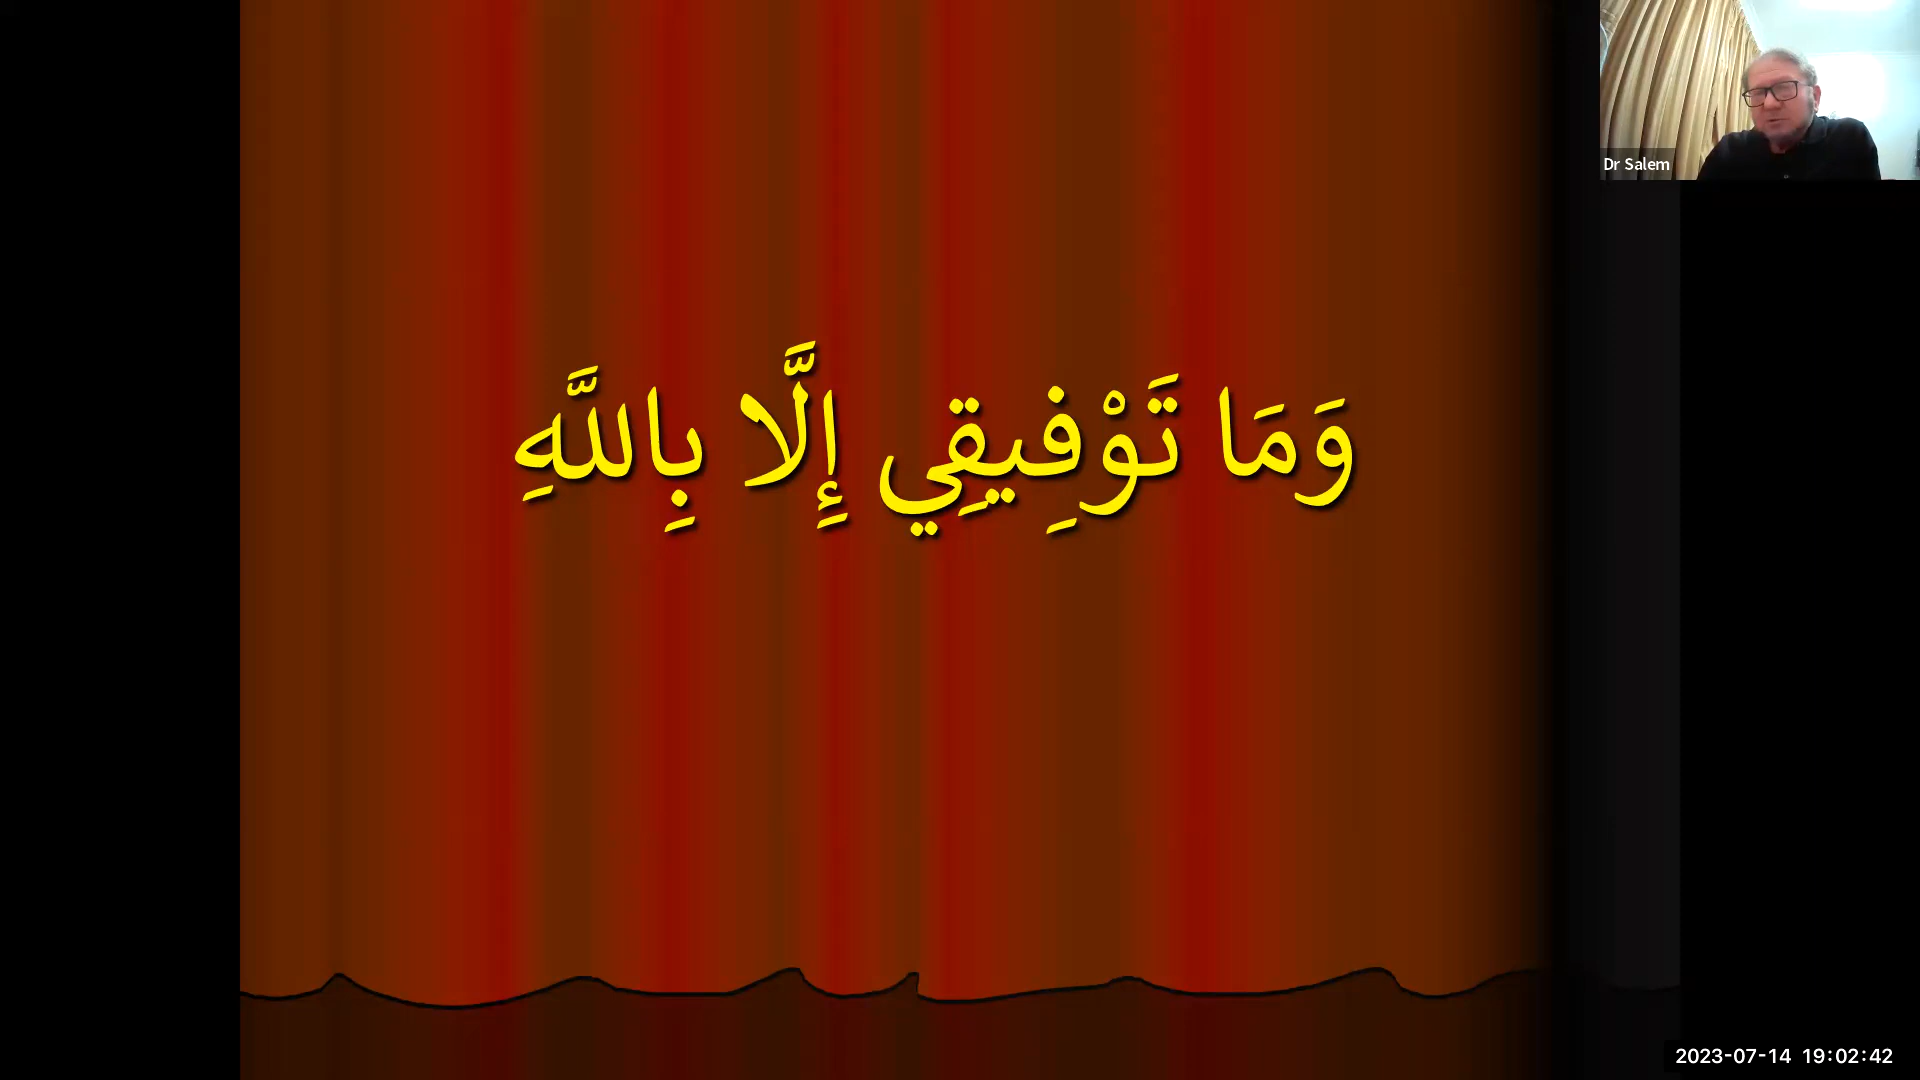 Dr Salem
وَمَا تَوْفِيقِي إِلَّا بِاللَّهِ
2023-07-14 19:02:42